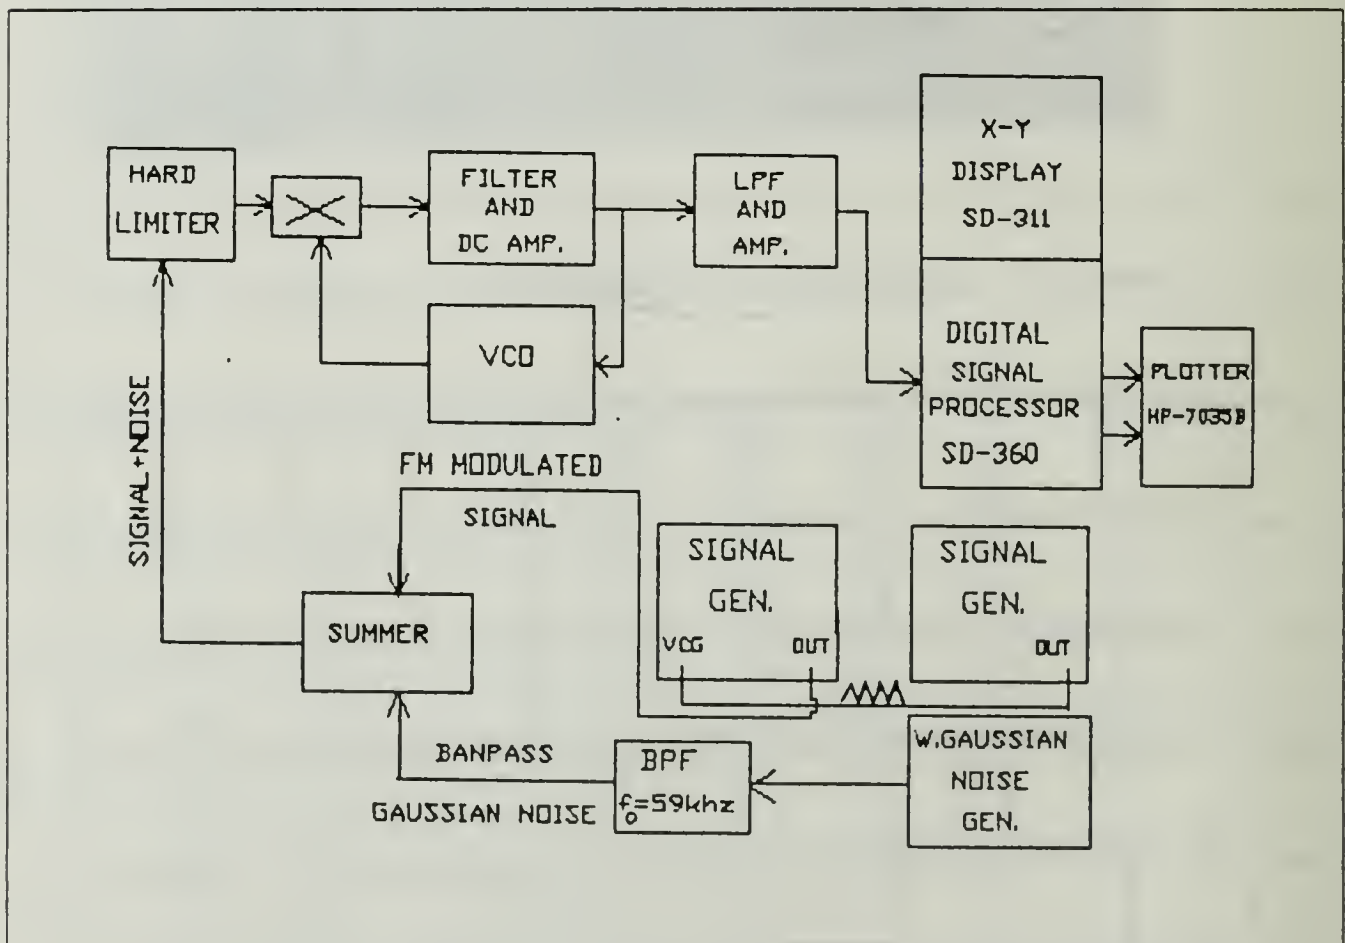 HARD
LIMITER
FILTER
AND
DC AMP.
LPF
AND
AMP.
X-Y
DISPLAY
SD-311
VCO
DIGITAL
SIGNAL
PROCESSOR
SD-360
PLOTTER
HP-7035B
SIGNAL+NOISE
FM MODULATED
SIGNAL
SUMMER
SIGNAL
GEN.
VCG OUT
SIGNAL
GEN.
OUT
BANPASS
GAUSSIAN NOISE
BPF
f₀=59khz
W.GAUSSIAN
NOISE
GEN.